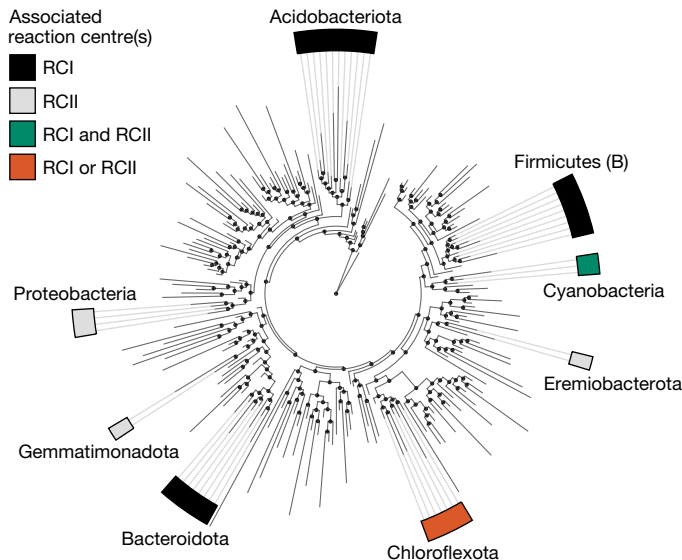 Associated
reaction centre(s)
RCI
RCII
RCI and RCII
RCI or RCII
Acidobacteriota
Firmicutes (B)
Cyanobacteria
Proteobacteria
Eremiobacterota
Gemmatimonadota
Bacteroidota
Chloroflexota